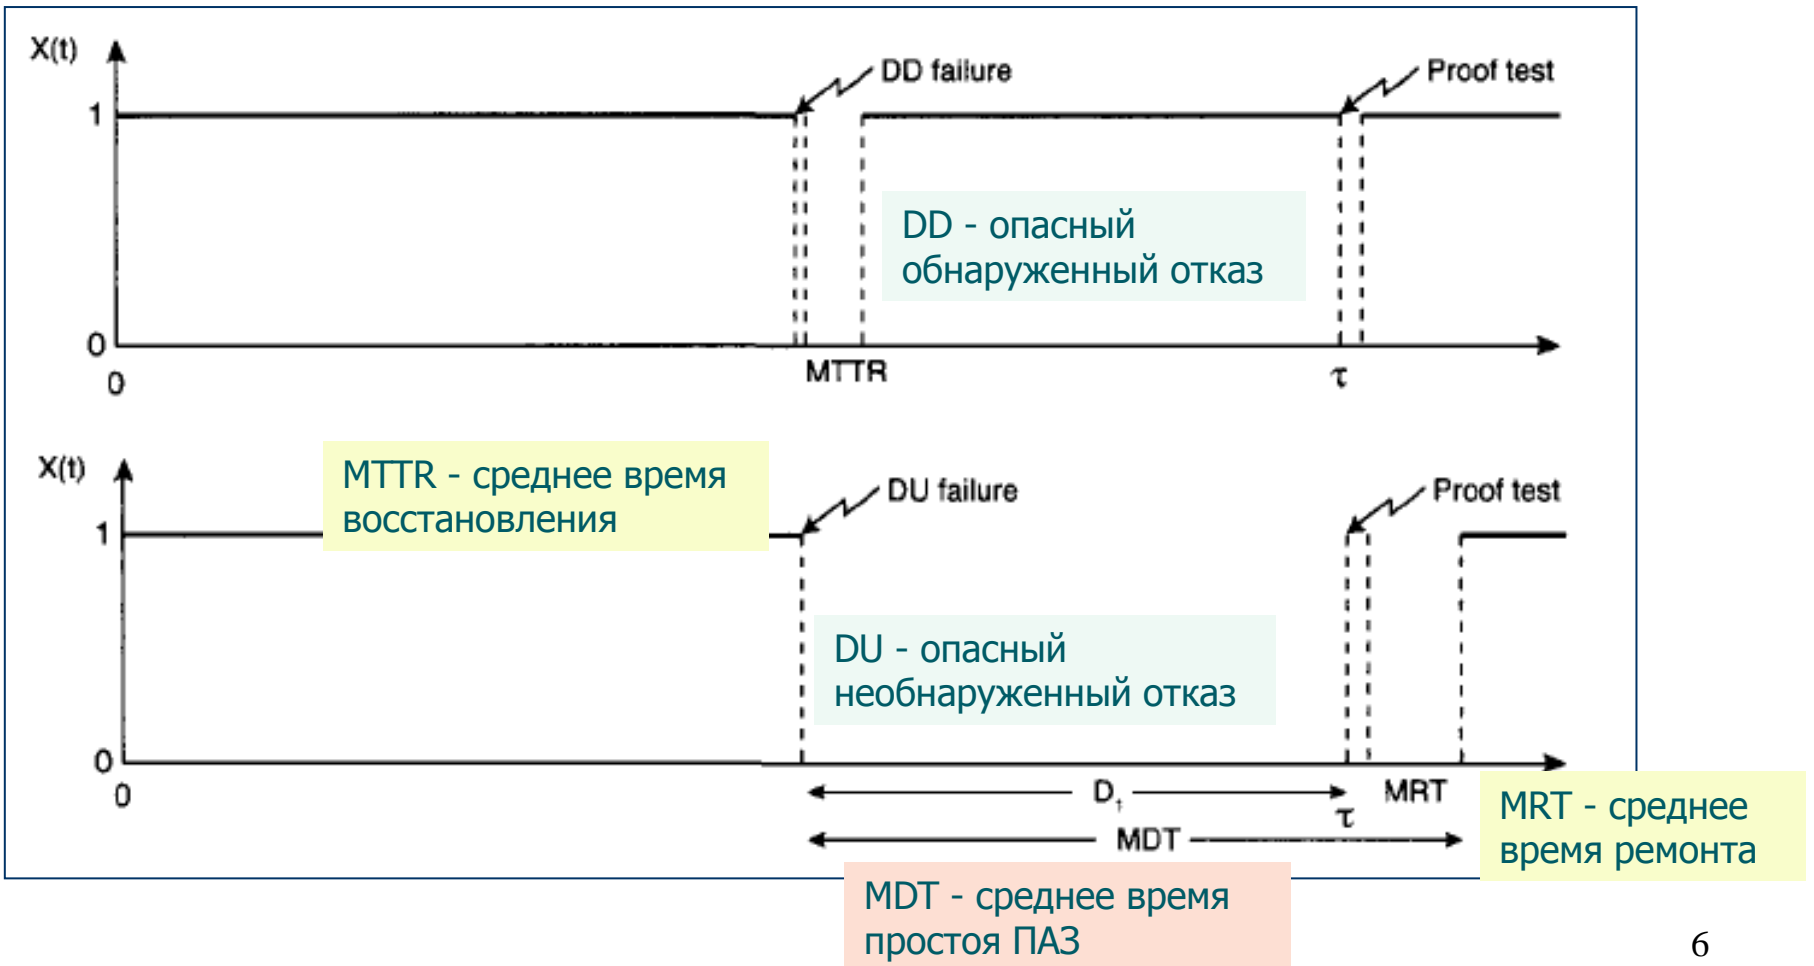 X(t)
DD failure
Proof test
1
DD - опасный
обнаруженный отказ
0
0
MTTR
τ
X(t)
MTTR - среднее время
восстановления
DU failure
Proof test
1
DU - опасный
необнаруженный отказ
0
0
D₁
τ
MRT
MDT
MRT - среднее
время ремонта
MDT - среднее время
простоя ПАЗ
6